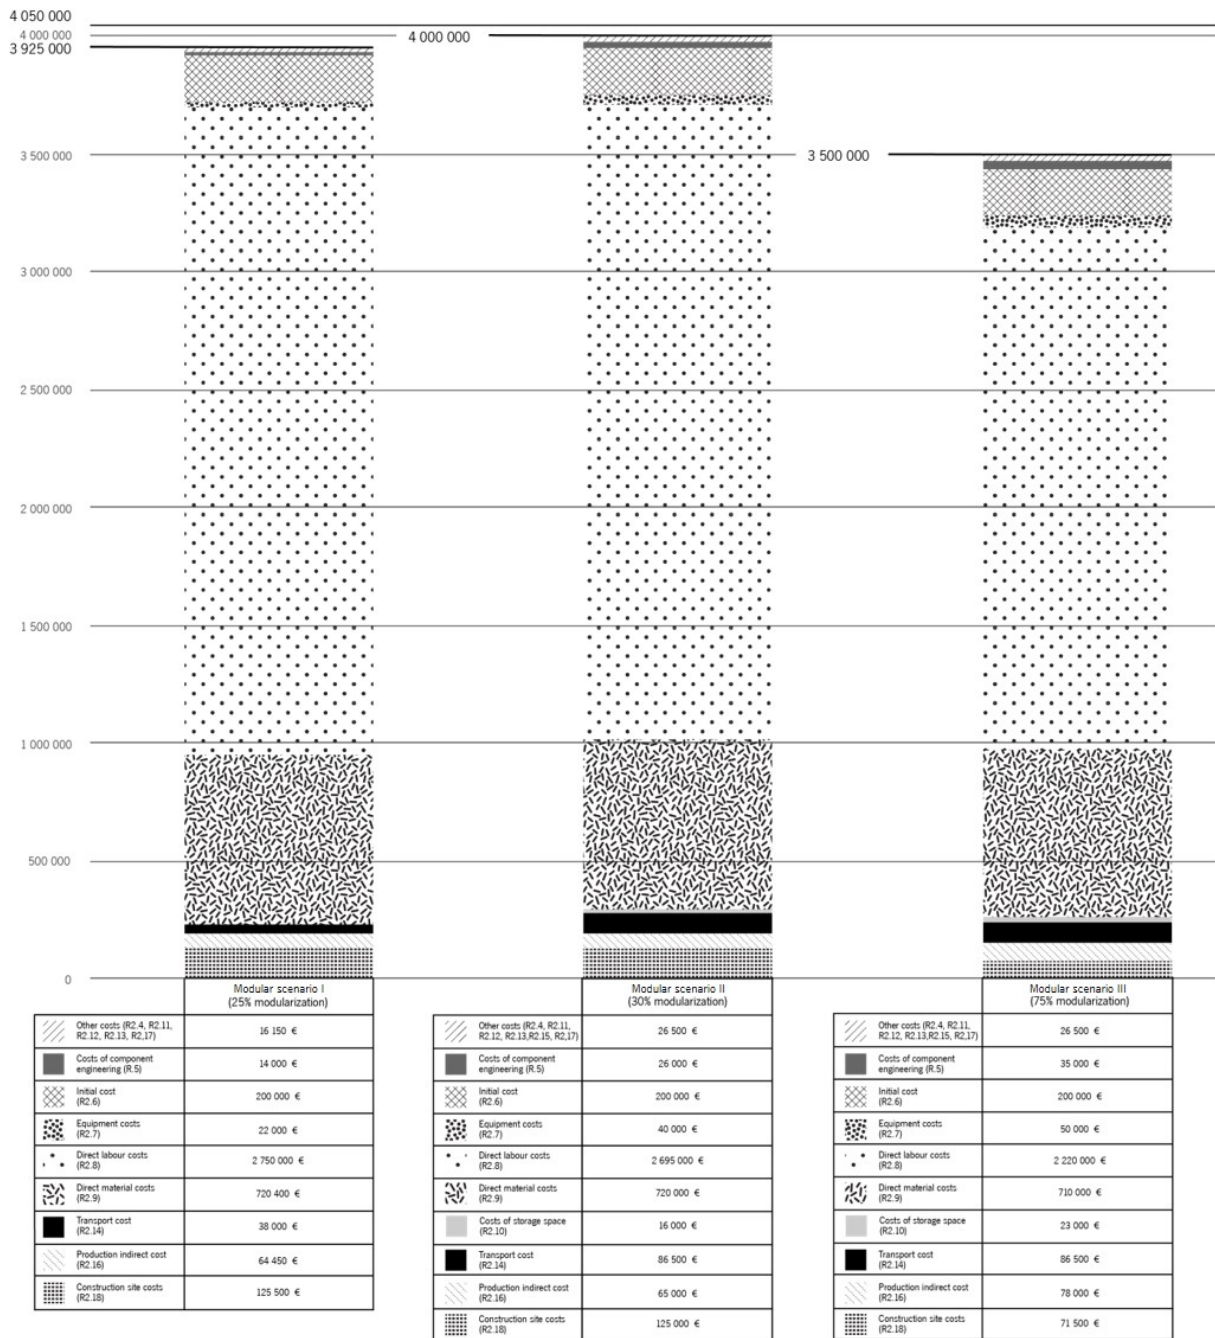 4 050 000
4 000 000
3 925 000
4 000 000
3 500 000
3 500 000
3 000 000
2 500 000
2 000 000
1 500 000
1 000 000
500 000
0
Modular scenario I
(25% modularization)
Other costs (R2.4, R2.11,
R2.12, R2.13, R2,17)
16 150 €
Costs of component
engineering (R.5)
14 000 €
Initial cost
(R2.6)
200 000 €
Equipment costs
(R2.7)
22 000 €
Direct labour costs
(R2.8)
2 750 000 €
Direct material costs
(R2.9)
720 400 €
Transport cost
(R2.14)
38 000 €
Production indirect cost
(R2.16)
64 450 €
Construction site costs
(R2.18)
125 500 €
Modular scenario II
(30% modularization)
Other costs (R2.4, R2.11,
R2.12, R2.13,R2.15, R2,17)
26 500 €
Costs of component
engineering (R.5)
26 000 €
Initial cost
(R2.6)
200 000 €
Equipment costs
(R2.7)
40 000 €
Direct labour costs
(R2.8)
2 695 000 €
Direct material costs
(R2.9)
720 000 €
Costs of storage space
(R2.10)
16 000 €
Transport cost
(R2.14)
86 500 €
Production indirect cost
(R2.16)
65 000 €
Construction site costs
(R2.18)
125 000 €
Modular scenario III
(75% modularization)
Other costs (R2.4, R2.11,
R2.12, R2.13,R2.15, R2,17)
26 500 €
Costs of component
engineering (R.5)
35 000 €
Initial cost
(R2.6)
200 000 €
Equipment costs
(R2.7)
50 000 €
Direct labour costs
(R2.8)
2 220 000 €
Direct material costs
(R2.9)
710 000 €
Costs of storage space
(R2.10)
23 000 €
Transport cost
(R2.14)
86 500 €
Production indirect cost
(R2.16)
78 000 €
Construction site costs
(R2.18)
71 500 €